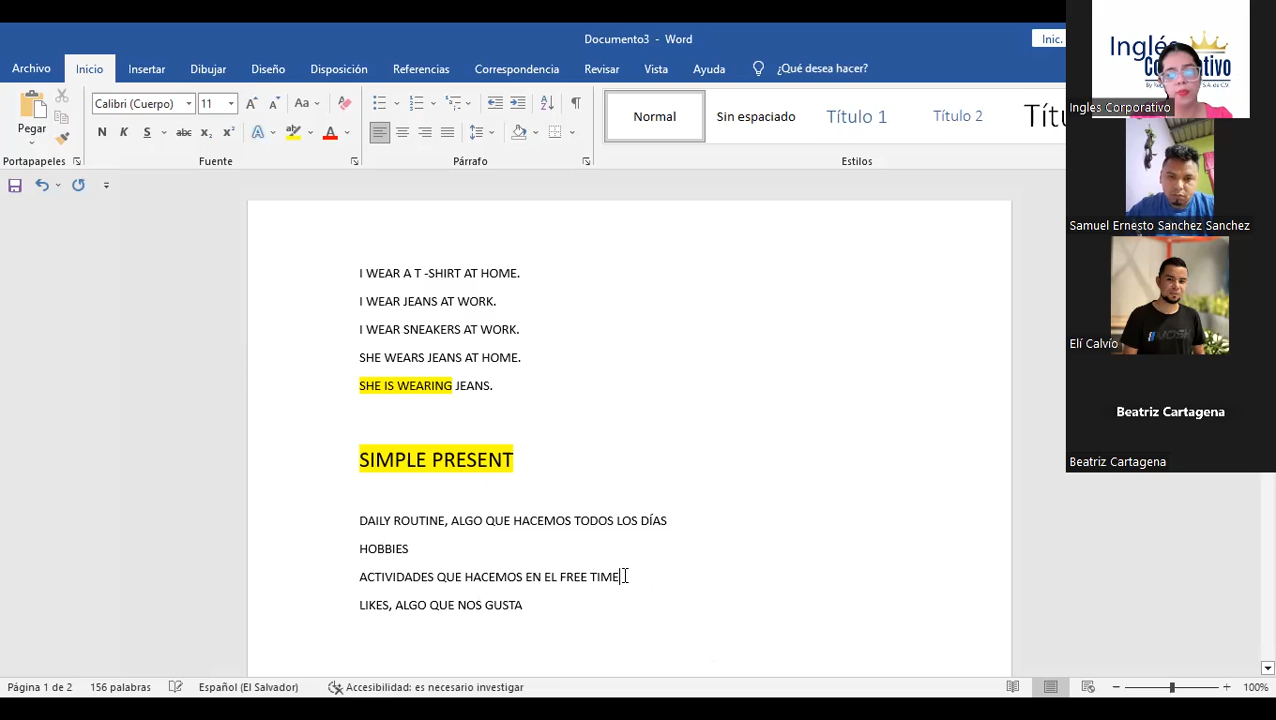 Documento3 - Word
Inic.
Archivo
Inicio
Insertar
Dibujar
Diseño
Disposición
Referencias
Correspondencia
Revisar
Vista
Ayuda
¿Qué desea hacer?
Pegar
Calibri (Cuerpo)
11
Portapapeles
Fuente
Párrafo
Normal
Sin espaciado
Título 1
Título 2
Estilos
I WEAR A T -SHIRT AT HOME.
I WEAR JEANS AT WORK.
I WEAR SNEAKERS AT WORK.
SHE WEARS JEANS AT HOME.
SHE IS WEARING JEANS.
SIMPLE PRESENT
DAILY ROUTINE, ALGO QUE HACEMOS TODOS LOS DÍAS
HOBBIES
ACTIVIDADES QUE HACEMOS EN EL FREE TIME
LIKES, ALGO QUE NOS GUSTA
Página 1 de 2
156 palabras
Español (El Salvador)
Accesibilidad: es necesario investigar
100%
Ingles Corporativo
Samuel Ernesto Sanchez Sanchez
Elí Calvío
Beatriz Cartagena
Beatriz Cartagena